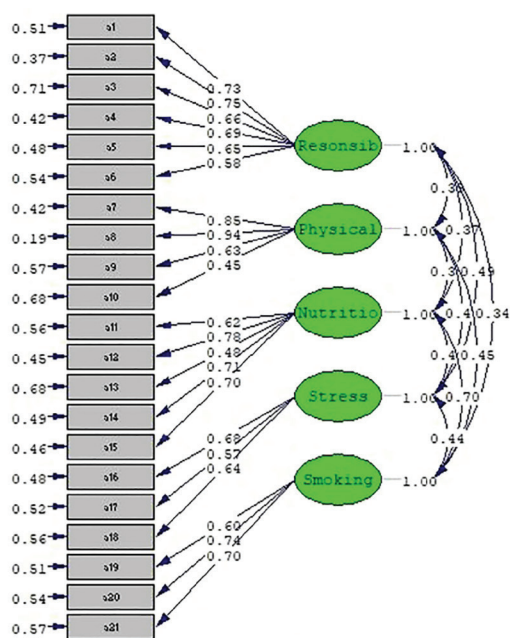 0.51 a1
0.37 a2
0.71 a3
0.42 a4
0.48 a5
0.54 a6
0.42 a7
0.19 a8
0.57 a9
0.68 a10
0.56 a11
0.45 a12
0.68 a13
0.49 a14
0.46 a15
0.48 a16
0.52 a17
0.56 a18
0.51 a19
0.54 a20
0.57 a21
0.73
0.75
0.66
0.69
0.65
0.58
0.85
0.94
0.63
0.45
0.62
0.78
0.48
0.71
0.70
0.68
0.57
0.64
0.60
0.74
0.70
Resonsib 1.00
Physical 1.00
Nutritio 1.00
Stress 1.00
Smoking 1.00
0.37
0.49
0.34
0.45
0.70
0.44